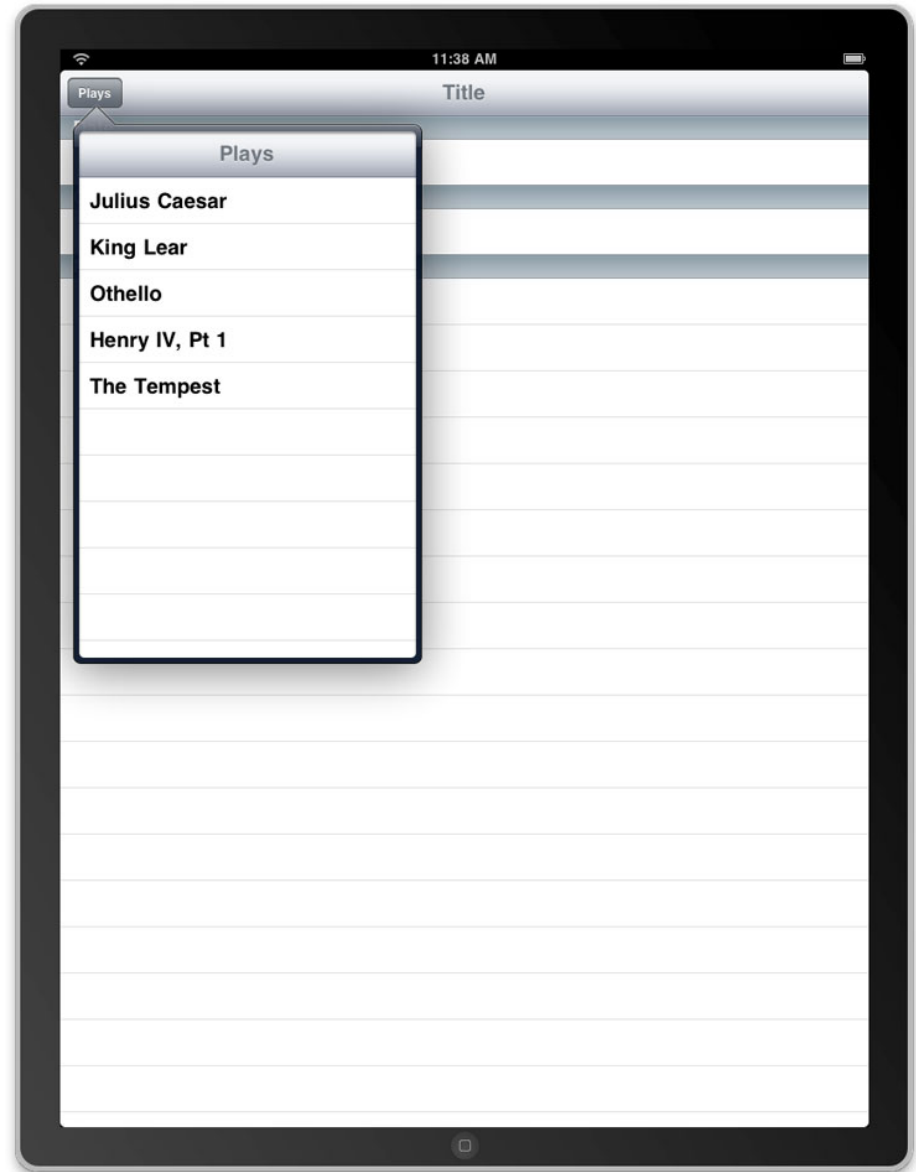 11:38 AM
Plays
Title
Plays
Julius Caesar
King Lear
Othello
Henry IV, Pt 1
The Tempest